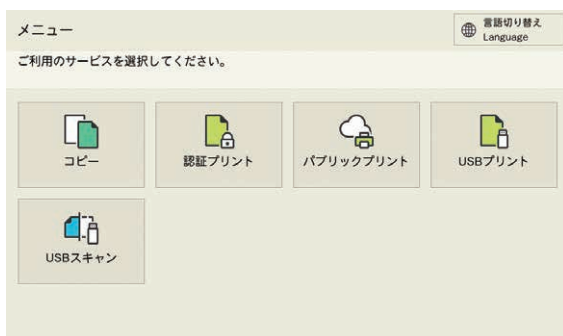 メニュー
言語切り替え
Language
ご利用のサービスを選択してください。
コピー
認証プリント
パブリックプリント
USBプリント
USBスキャン